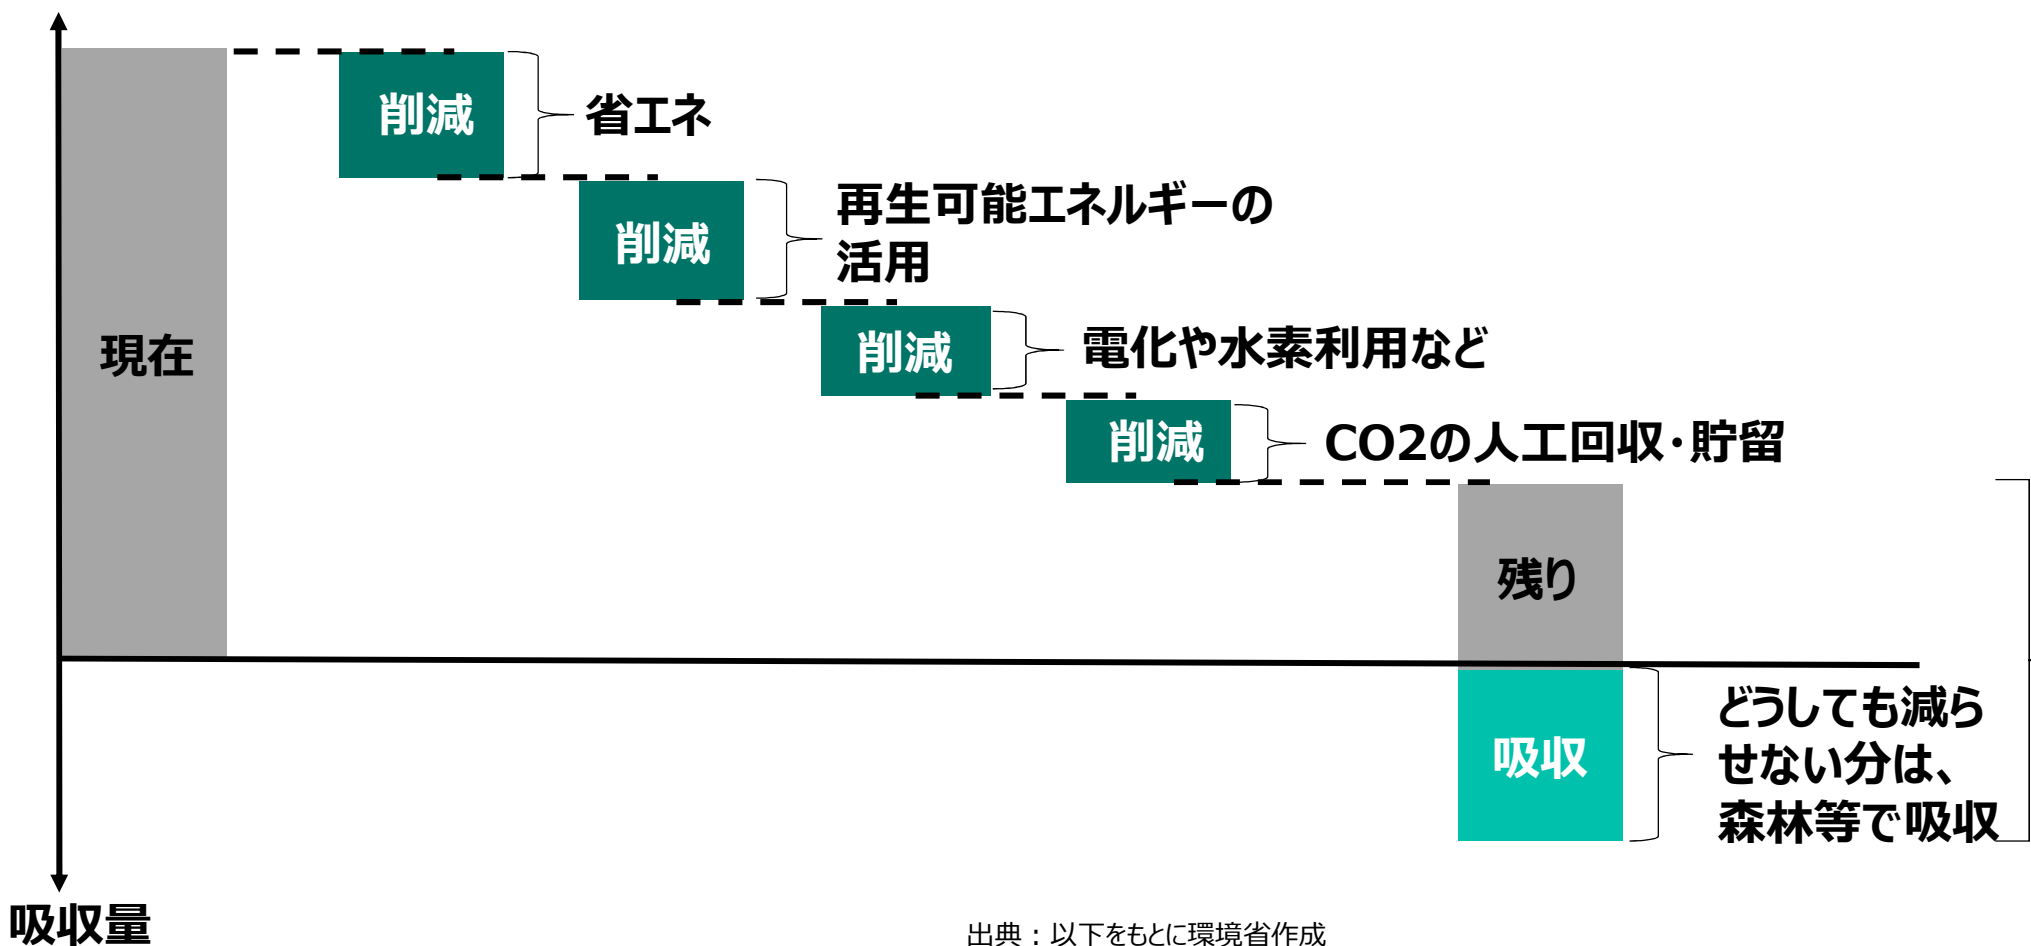 削減
省エネ
削減
再生可能エネルギーの
活用
現在
削減
電化や水素利用など
削減
CO2の人工回収・貯留
残り
吸収
どうしても減ら
せない分は、
森林等で吸収
吸収量
出典：以下をもとに環境省作成